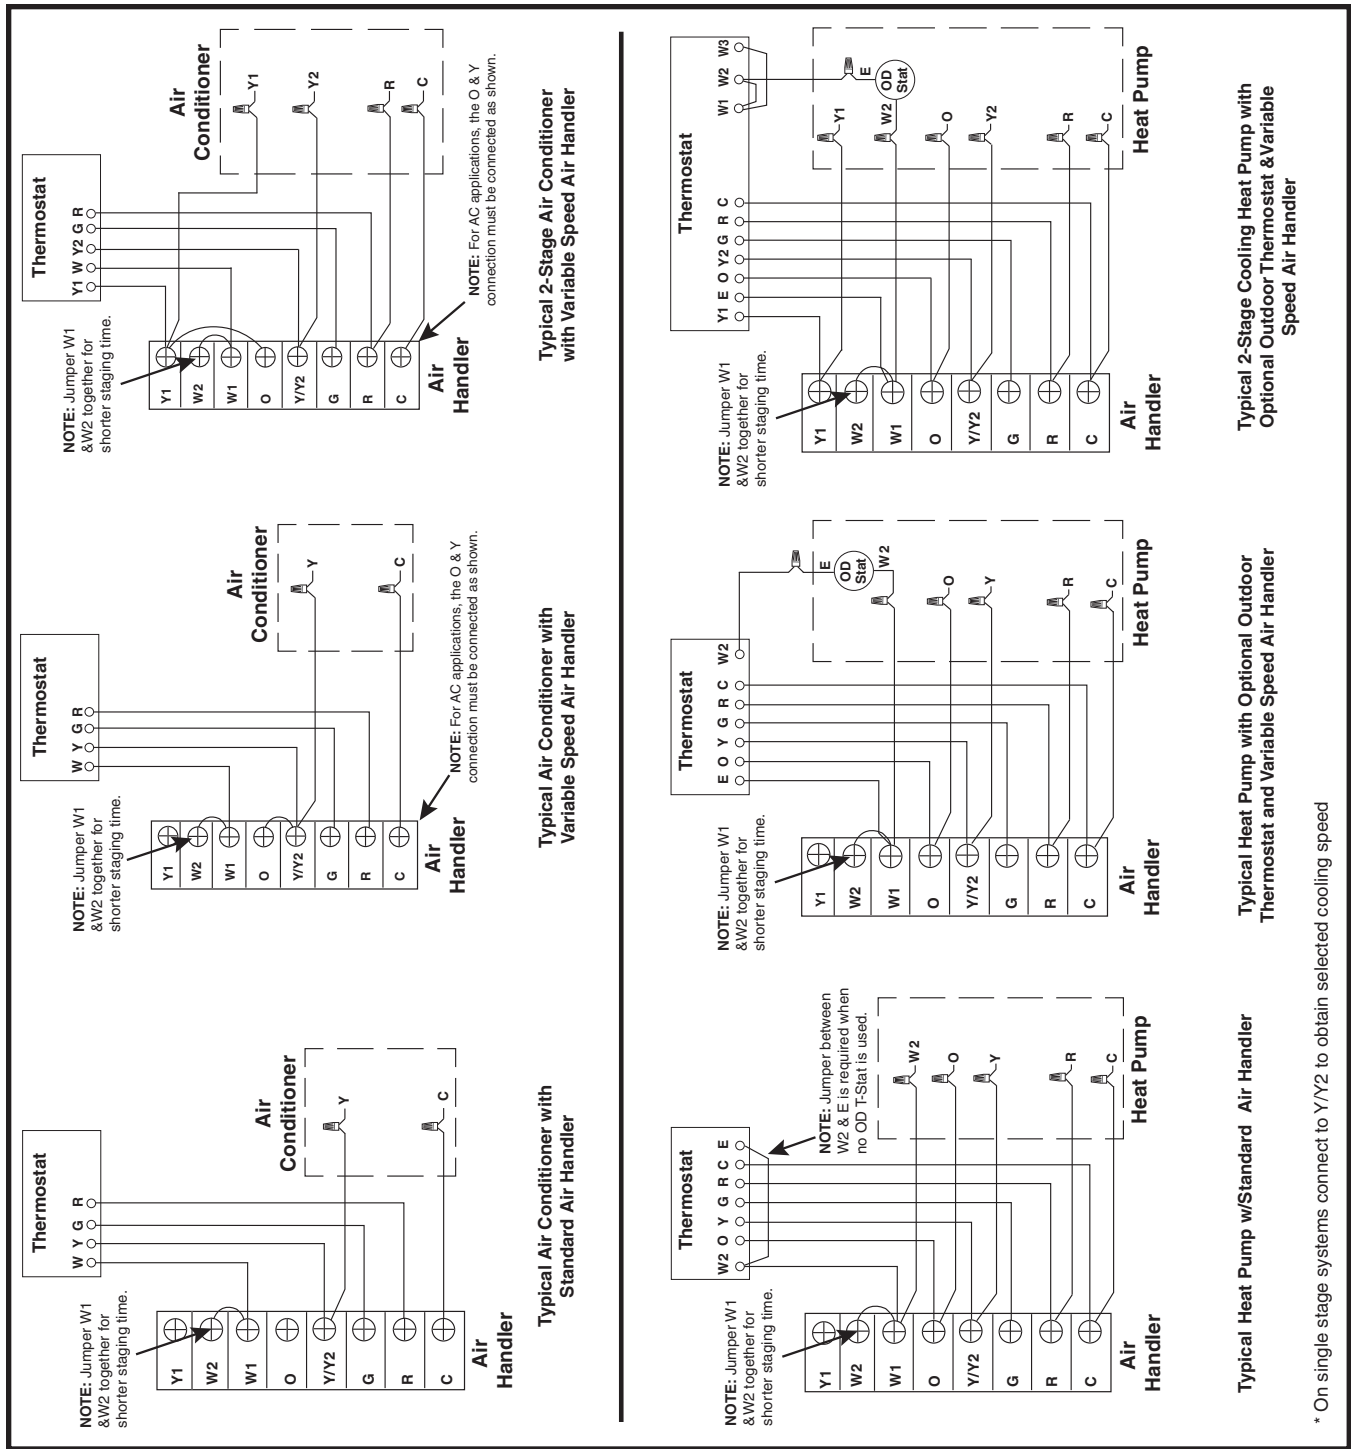 NOTE: Jumper W1
&W2 together for
shorter staging time.
Thermostat
W Y G R
Y1
W2
W1
O
Y/Y2
G
R
C
Air
Handler
Air
Conditioner
Y
C
Typical Air Conditioner with
Standard Air Handler
NOTE: Jumper W1
&W2 together for
shorter staging time.
Thermostat
W Y G R
Y1
W2
W1
O
Y/Y2
G
R
C
Air
Handler
Air
Conditioner
Y
C
NOTE: For AC applications, the O & Y
connection must be connected as shown.
Typical Air Conditioner with
Variable Speed Air Handler
NOTE: Jumper W1
&W2 together for
shorter staging time.
Thermostat
Y1 W Y2 G R
Y1
W2
W1
O
Y/Y2
G
R
C
Air
Handler
Air
Conditioner
Y1
Y2
R
C
NOTE: For AC applications, the O & Y
connection must be connected as shown.
Typical 2-Stage Air Conditioner
with Variable Speed Air Handler
NOTE: Jumper W1
&W2 together for
shorter staging time.
Thermostat
W2 O Y G R C E
NOTE: Jumper between
W2 & E is required when
no OD T-Stat is used.
Y1
W2
W1
O
Y/Y2
G
R
C
Air
Handler
W2
O
Y
R
C
Heat Pump
Typical Heat Pump w/Standard Air Handler
NOTE: Jumper W1
&W2 together for
shorter staging time.
Thermostat
E O Y G R C W2
Y1
W2
W1
O
Y/Y2
G
R
C
Air
Handler
E
OD
Stat
W2
O
Y
R
C
Heat Pump
Typical Heat Pump with Optional Outdoor
Thermostat and Variable Speed Air Handler
NOTE: Jumper W1
&W2 together for
shorter staging time.
Thermostat
Y1 E O Y2 G R C W1 W2 W3
Y1
W2
W1
O
Y/Y2
G
R
C
Air
Handler
E
OD
Stat
Y1
W2
O
Y2
R
C
Heat Pump
Typical 2-Stage Cooling Heat Pump with
Optional Outdoor Thermostat &Variable
Speed Air Handler
* On single stage systems connect to Y/Y2 to obtain selected cooling speed